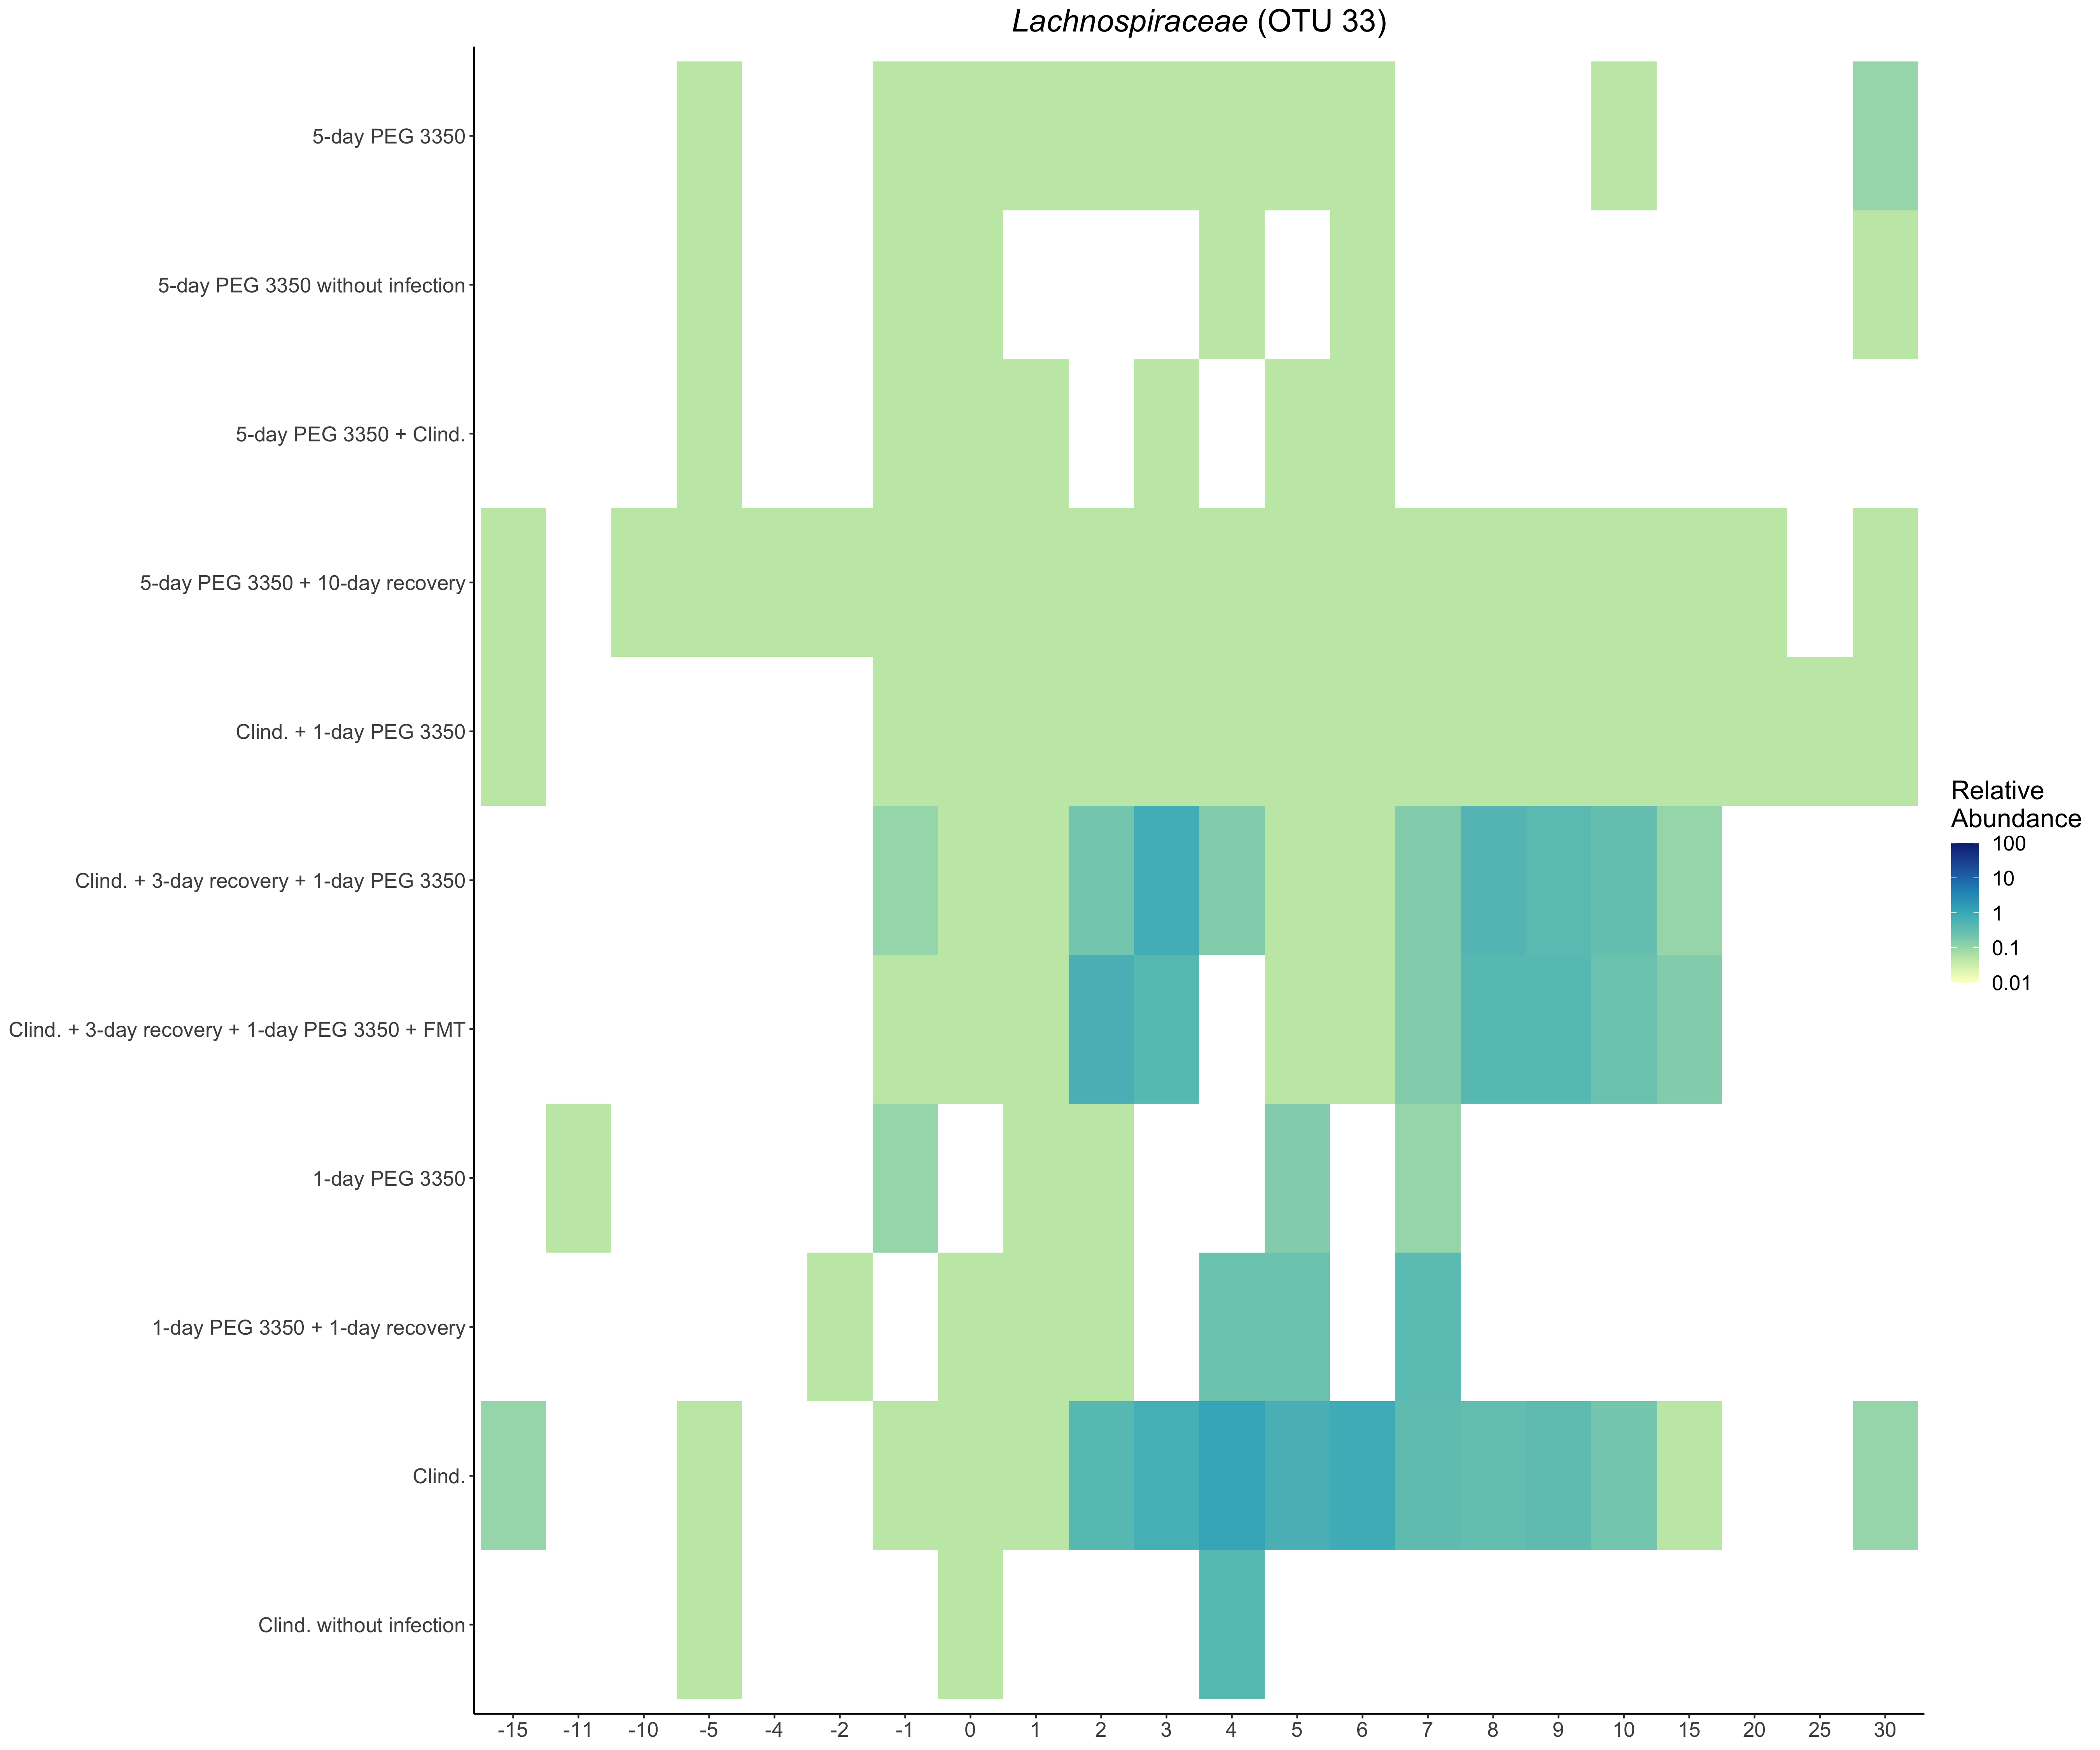 Lachnospiraceae (OTU 33)
5-day PEG 3350
5-day PEG 3350 without infection
5-day PEG 3350 + Clind.
5-day PEG 3350 + 10-day recovery
Clind. + 1-day PEG 3350
Clind. + 3-day recovery + 1-day PEG 3350
Clind. + 3-day recovery + 1-day PEG 3350 + FMT
1-day PEG 3350
1-day PEG 3350 + 1-day recovery
Clind.
Clind. without infection
-15 -11 -10 -5 -4 -2 -1 0 1 2 3 4 5 6 7 8 9 10 15 20 25 30
Relative
Abundance
100
10
1
0.1
0.01